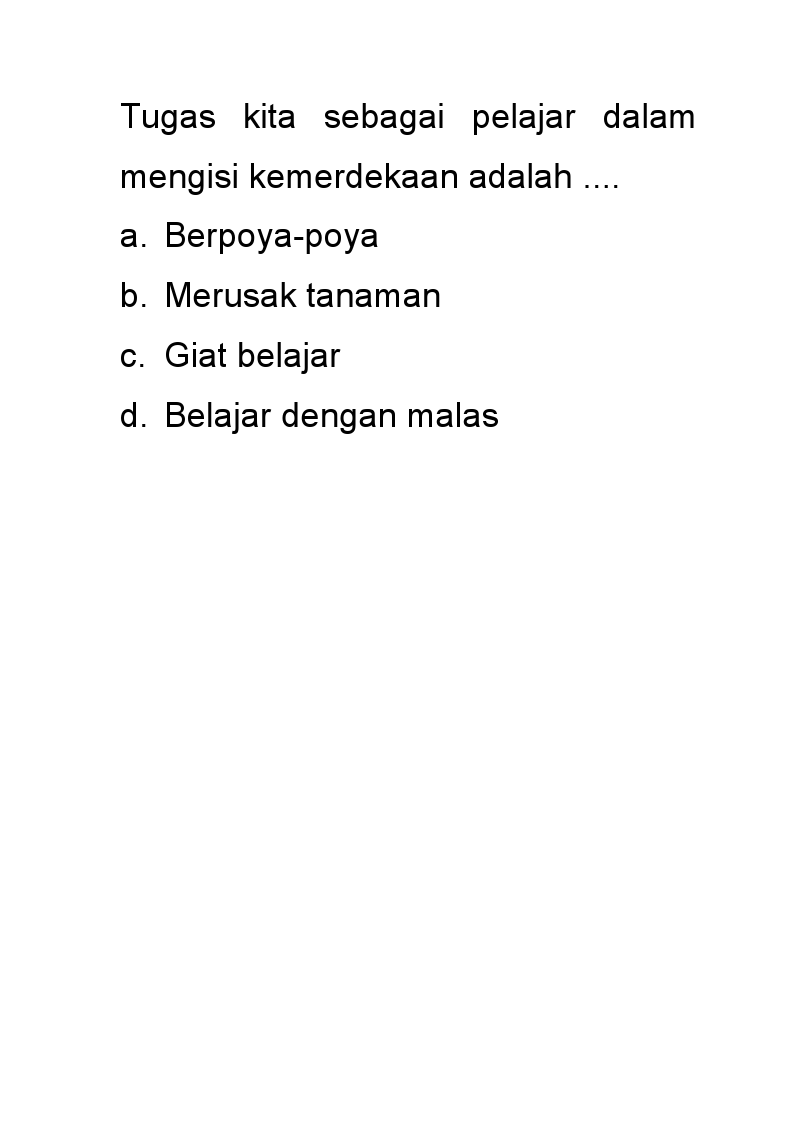 Tugas kita sebagai pelajar dalam
mengisi kemerdekaan adalah ....
a. Berpoya-poya
b. Merusak tanaman
c. Giat belajar
d. Belajar dengan malas